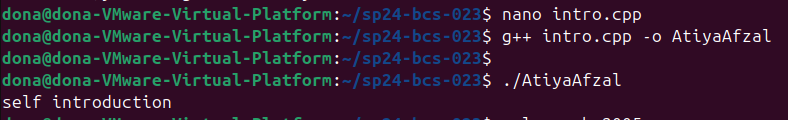 dona@dona-VMware-Virtual-Platform:~/sp24-bcs-023$ nano intro.cpp
dona@dona-VMware-Virtual-Platform:~/sp24-bcs-023$ g++ intro.cpp -o AtiyaAfzal
dona@dona-VMware-Virtual-Platform:~/sp24-bcs-023$
dona@dona-VMware-Virtual-Platform:~/sp24-bcs-023$ ./AtiyaAfzal
self introduction